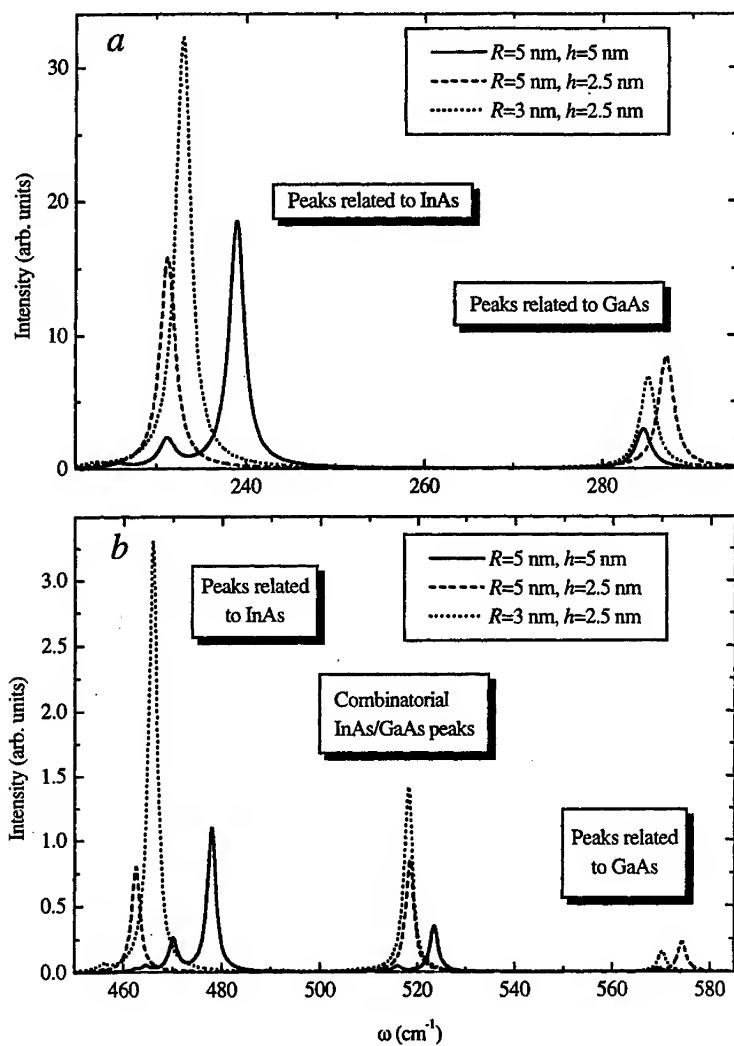 a
R=5 nm, h=5 nm
R=5 nm, h=2.5 nm
R=3 nm, h=2.5 nm
Peaks related to InAs
Peaks related to GaAs
Intensity (arb. units)
30
20
10
0
240
260
280
b
R=5 nm, h=5 nm
R=5 nm, h=2.5 nm
R=3 nm, h=2.5 nm
Peaks related
to InAs
Combinatorial
InAs/GaAs peaks
Peaks related
to GaAs
Intensity (arb. units)
3.0
2.5
2.0
1.5
1.0
0.5
0.0
460
480
500
520
540
560
580
ω (cm⁻¹)